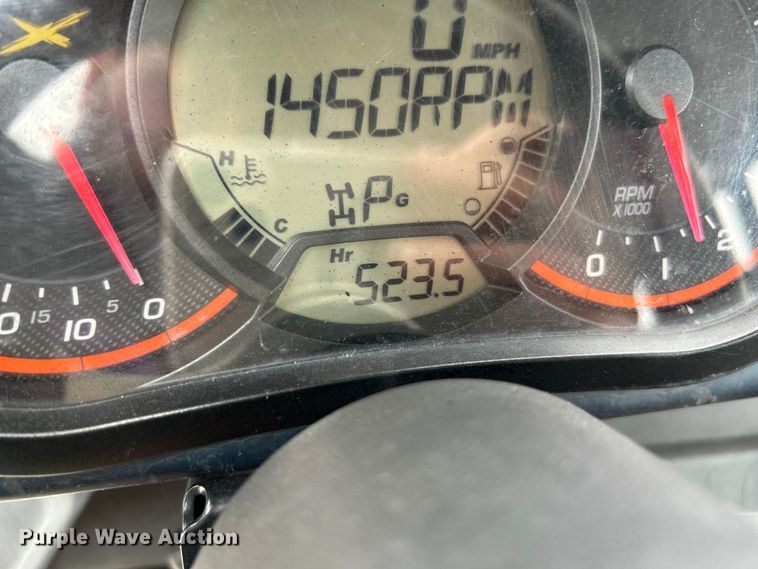 X
0
MPH
1450RPM
H
P G
C
Hr
523.5
15 10 5 0
RPM
X1000
0 1 2
Purple Wave Auction